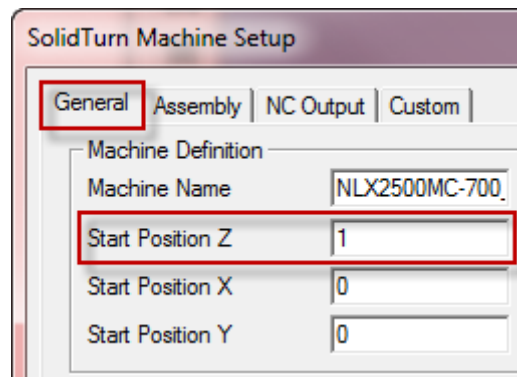 SolidTurn Machine Setup
General Assembly NC Output Custom
Machine Definition
Machine Name NLX2500MC-700_
Start Position Z 1
Start Position X 0
Start Position Y 0